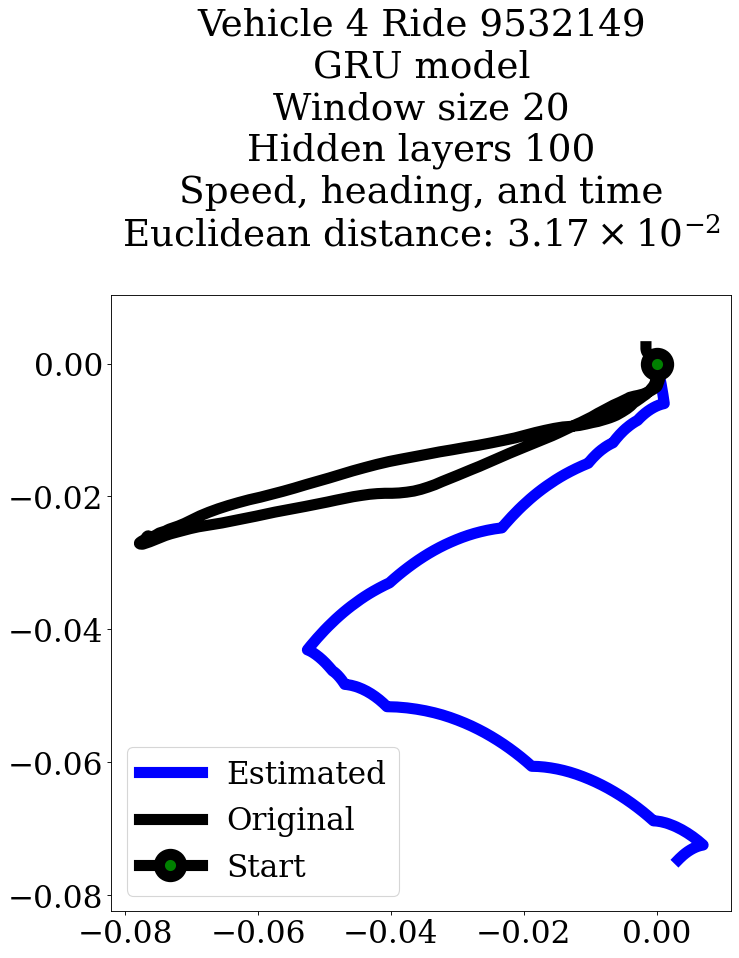 Vehicle 4 Ride 9532149
GRU model
Window size 20
Hidden layers 100
Speed, heading, and time
Euclidean distance: 3.17 × 10⁻²
0.00
−0.02
−0.04
−0.06
−0.08
Estimated
Original
Start
−0.08 −0.06 −0.04 −0.02 0.00